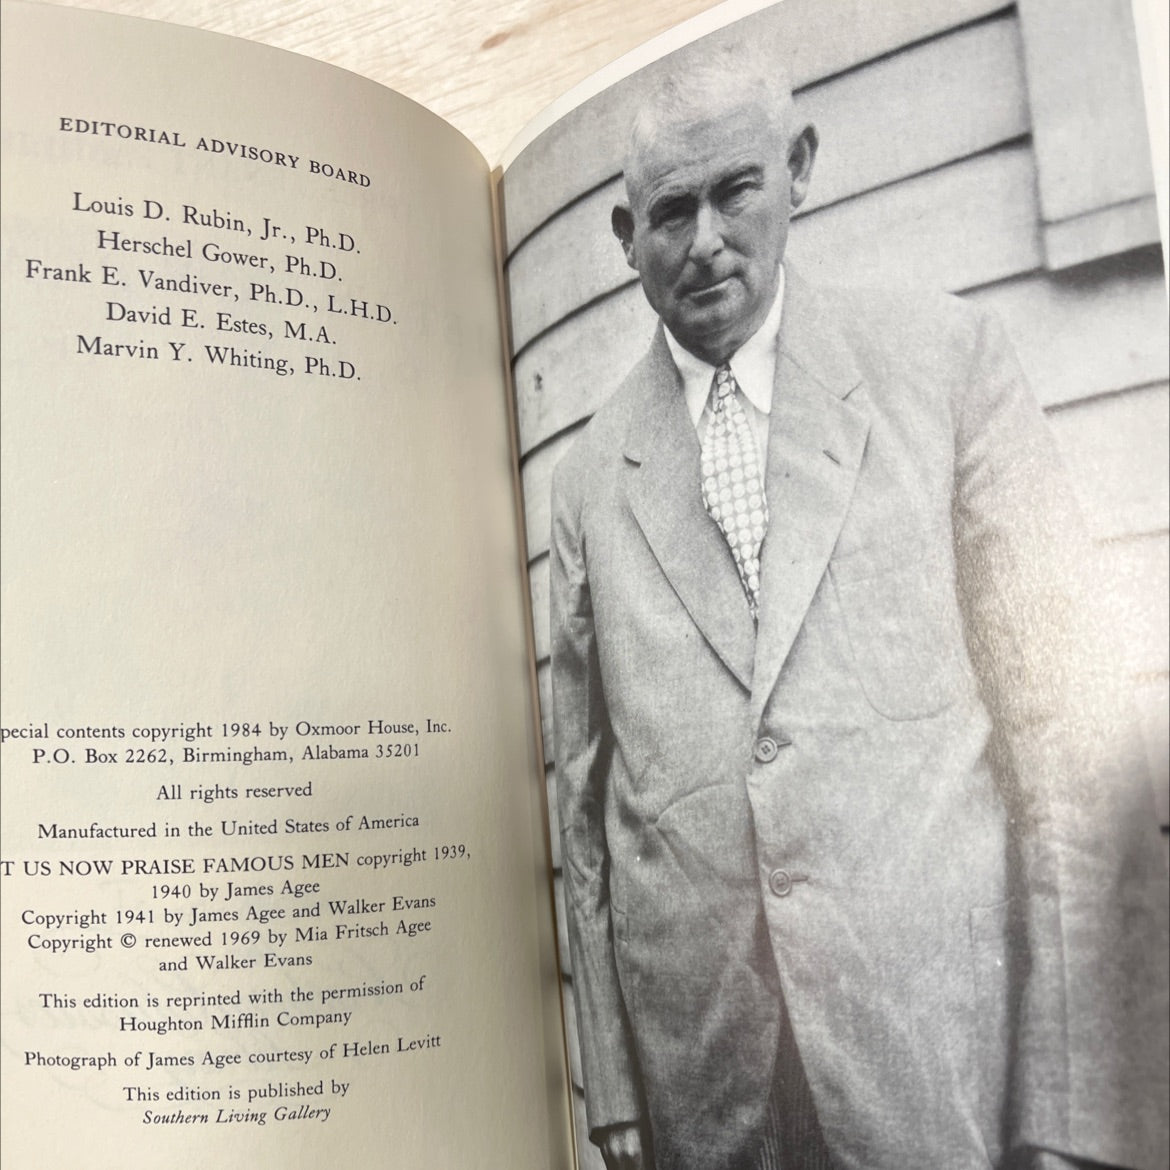 EDITORIAL ADVISORY BOARD
Louis D. Rubin, Jr., Ph.D.
Herschel Gower, Ph.D.
Frank E. Vandiver, Ph.D., L.H.D.
David E. Estes, M.A.
Marvin Y. Whiting, Ph.D.
pecial contents copyright 1984 by Oxmoor House, Inc.
P.O. Box 2262, Birmingham, Alabama 35201
All rights reserved
Manufactured in the United States of America
T US NOW PRAISE FAMOUS MEN copyright 1939,
1940 by James Agee
Copyright 1941 by James Agee and Walker Evans
Copyright © renewed 1969 by Mia Fritsch Agee
and Walker Evans
This edition is reprinted with the permission of
Houghton Mifflin Company
Photograph of James Agee courtesy of Helen Levitt
This edition is published by
Southern Living Gallery